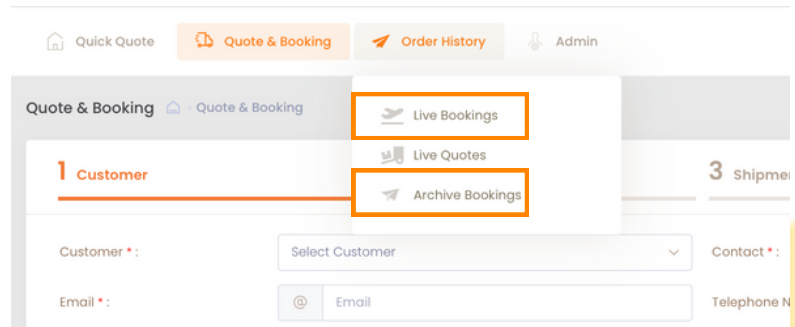 Quick Quote Quote & Booking Order History Admin
Quote & Booking Quote & Booking
Live Bookings
Live Quotes
Archive Bookings
1 Customer 3
Customer * : Select Customer Contact * :
Email * : @ Email Telephone